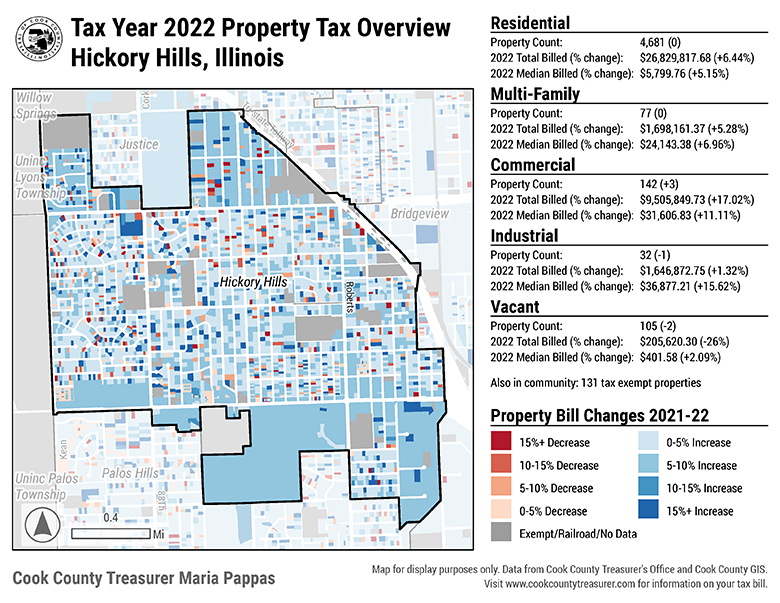 Tax Year 2022 Property Tax Overview
Hickory Hills, Illinois
Residential
Property Count: 4,681 (0)
2022 Total Billed (% change): $26,829,817.68 (+6.44%)
2022 Median Billed (% change): $5,799.76 (+5.15%)
Multi-Family
Property Count: 77 (0)
2022 Total Billed (% change): $1,698,161.37 (+5.28%)
2022 Median Billed (% change): $24,143.38 (+6.96%)
Commercial
Property Count: 142 (+3)
2022 Total Billed (% change): $9,505,849.73 (+17.02%)
2022 Median Billed (% change): $31,606.83 (+11.11%)
Industrial
Property Count: 32 (-1)
2022 Total Billed (% change): $1,646,872.75 (+1.32%)
2022 Median Billed (% change): $36,877.21 (+15.62%)
Vacant
Property Count: 105 (-2)
2022 Total Billed (% change): $205,620.30 (-26%)
2022 Median Billed (% change): $401.58 (+2.09%)
Also in community: 131 tax exempt properties
Property Bill Changes 2021-22
15%+ Decrease
10-15% Decrease
5-10% Decrease
0-5% Decrease
Exempt/Railroad/No Data
0-5% Increase
5-10% Increase
10-15% Increase
15%+ Increase
Willow
Springs
Cork
Justice
Uninc
Lyons
Township
Bridgeview
Hickory Hills
Roberts
Kean
Palos Hills
88th
Uninc Palos
Township
0.4
Mi
Cook County Treasurer Maria Pappas
Map for display purposes only. Data from Cook County Treasurer's Office and Cook County GIS.
Visit www.cookcountytreasurer.com for information on your tax bill.